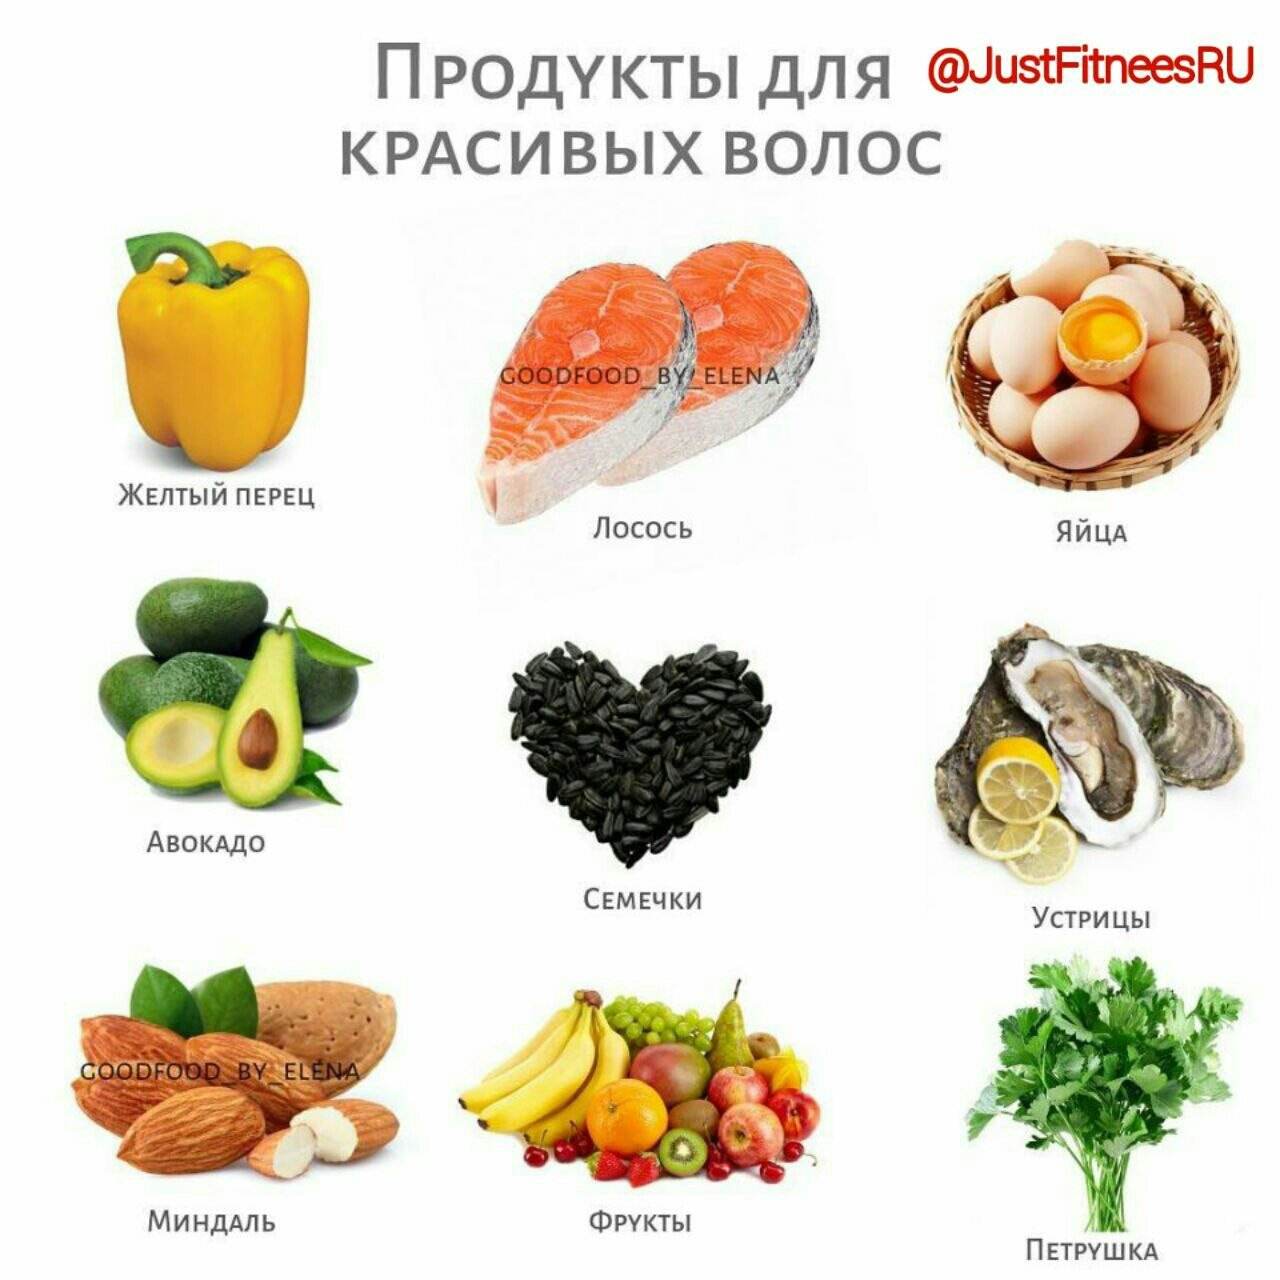 Продукты для
красивых волос
@JustFitneesRU
GOODFOOD_BY_ELENA
Желтый перец
Лосось
Яйца
Авокадо
Семечки
Устрицы
GOODFOOD_BY_ELENA
Миндаль
Фрукты
Петрушка